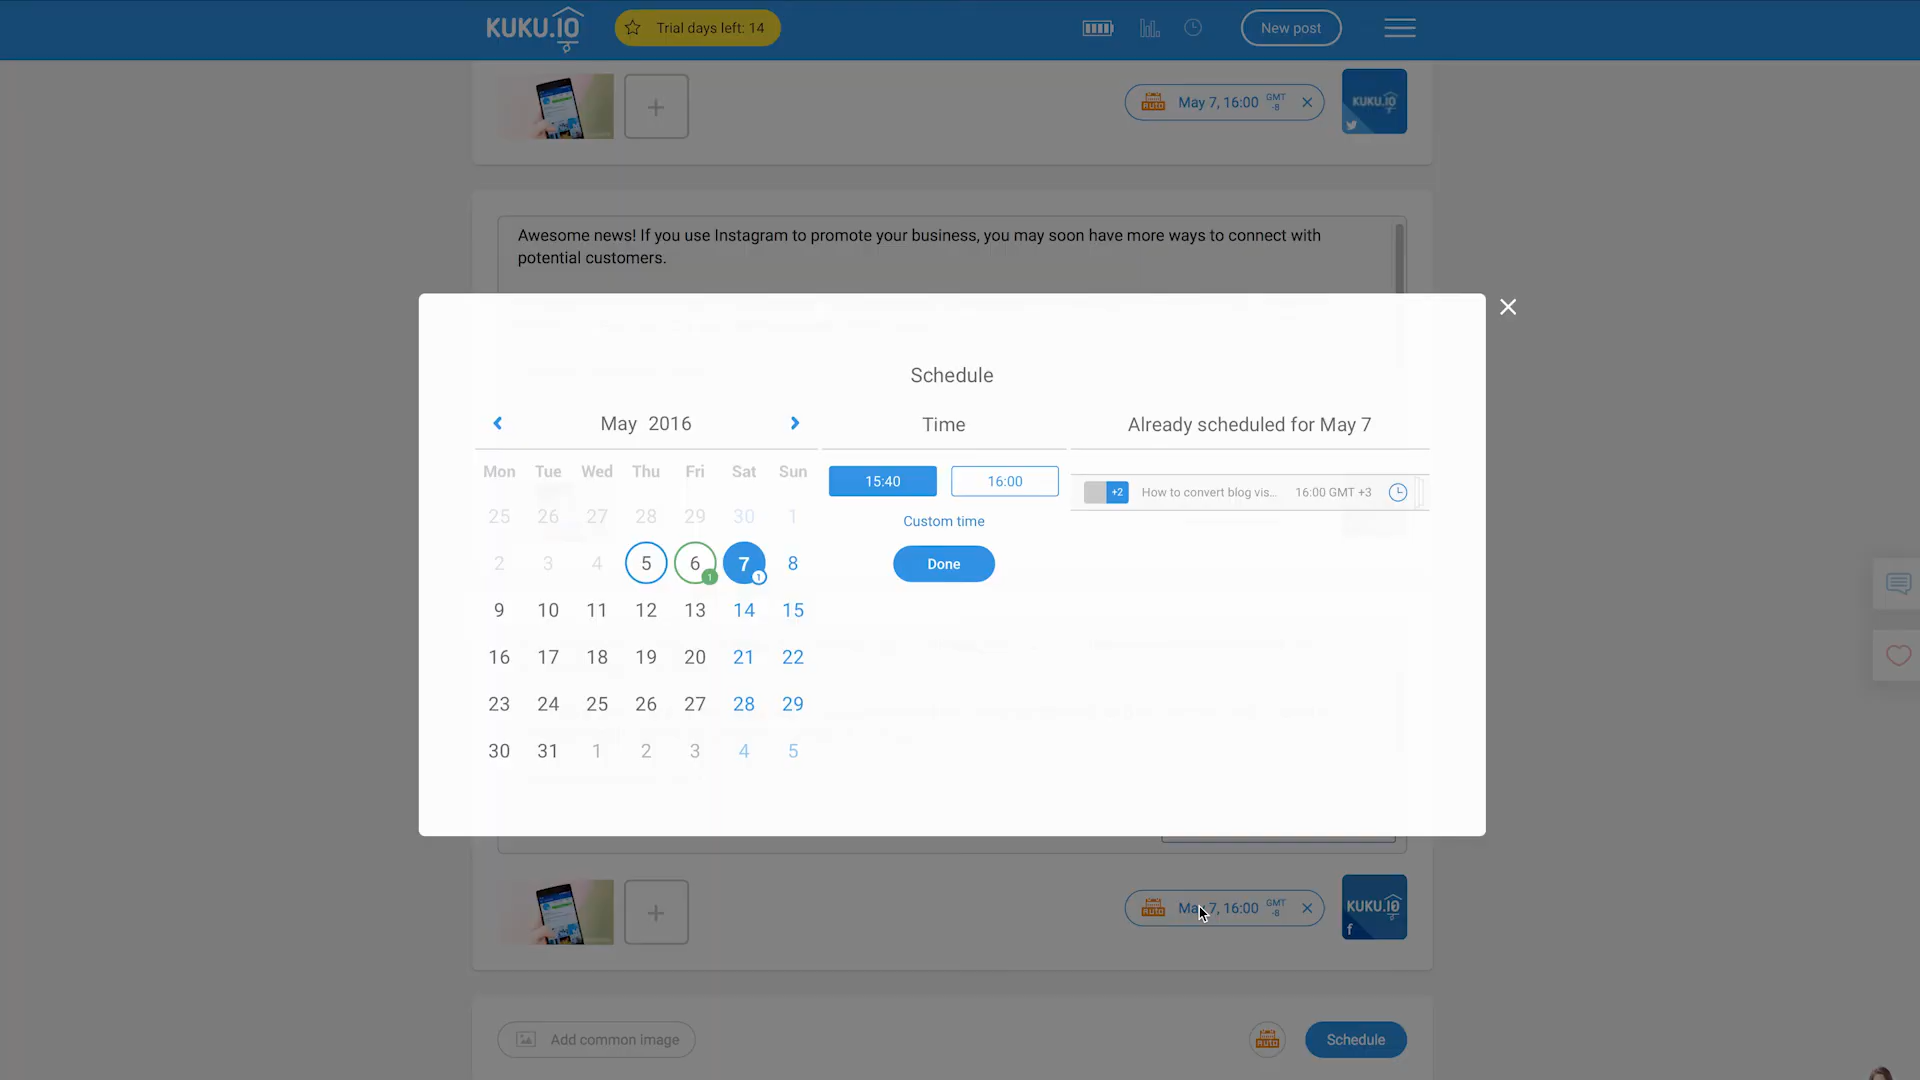 KUKU.IO
Trial days left: 14
New post
AUTO May 7, 16:00 GMT -8
KUKU.IO
Awesome news! If you use Instagram to promote your business, you may soon have more ways to connect with
potential customers.
Schedule
May 2016
Time
Already scheduled for May 7
Mon Tue Wed Thu Fri Sat Sun
15:40 16:00
+2 How to convert blog vis... 16:00 GMT +3
25 26 27 28 29 30 1
Custom time
2 3 4 5 6 1 7 1 8
Done
9 10 11 12 13 14 15
16 17 18 19 20 21 22
23 24 25 26 27 28 29
30 31 1 2 3 4 5
AUTO May 7, 16:00 GMT -8
KUKU.IO
f
Add common image
AUTO
Schedule